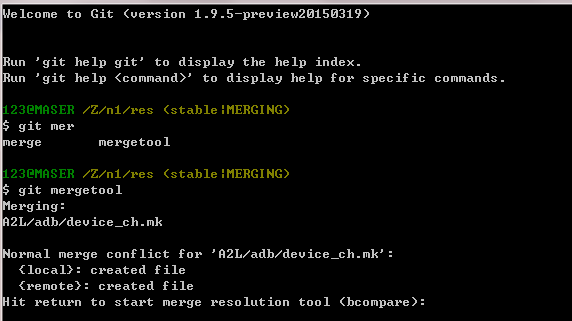 Welcome to Git (version 1.9.5-preview20150319)
Run 'git help git' to display the help index.
Run 'git help <command>' to display help for specific commands.
123@MASER /Z/n1/res (stable|MERGING)
$ git mer
merge       mergetool
123@MASER /Z/n1/res (stable|MERGING)
$ git mergetool
Merging:
A2L/adb/device_ch.mk
Normal merge conflict for 'A2L/adb/device_ch.mk':
  {local}: created file
  {remote}: created file
Hit return to start merge resolution tool (bcompare):